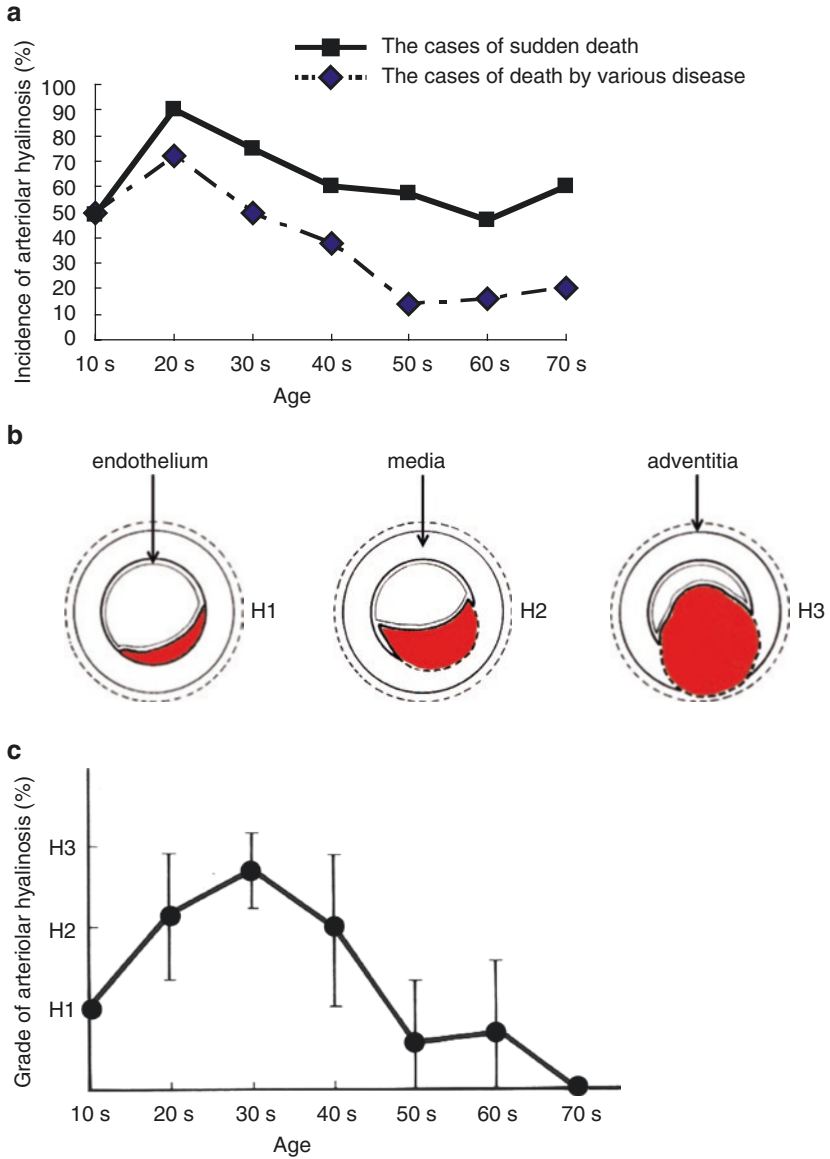 a
The cases of sudden death
The cases of death by various disease
Incidence of arteriolar hyalinosis (%)
100
90
80
70
60
50
40
30
20
10
0
10 s 20 s 30 s 40 s 50 s 60 s 70 s
Age
b
endothelium media adventitia
H1 H2 H3
c
Grade of arteriolar hyalinosis (%)
H3
H2
H1
10 s 20 s 30 s 40 s 50 s 60 s 70 s
Age